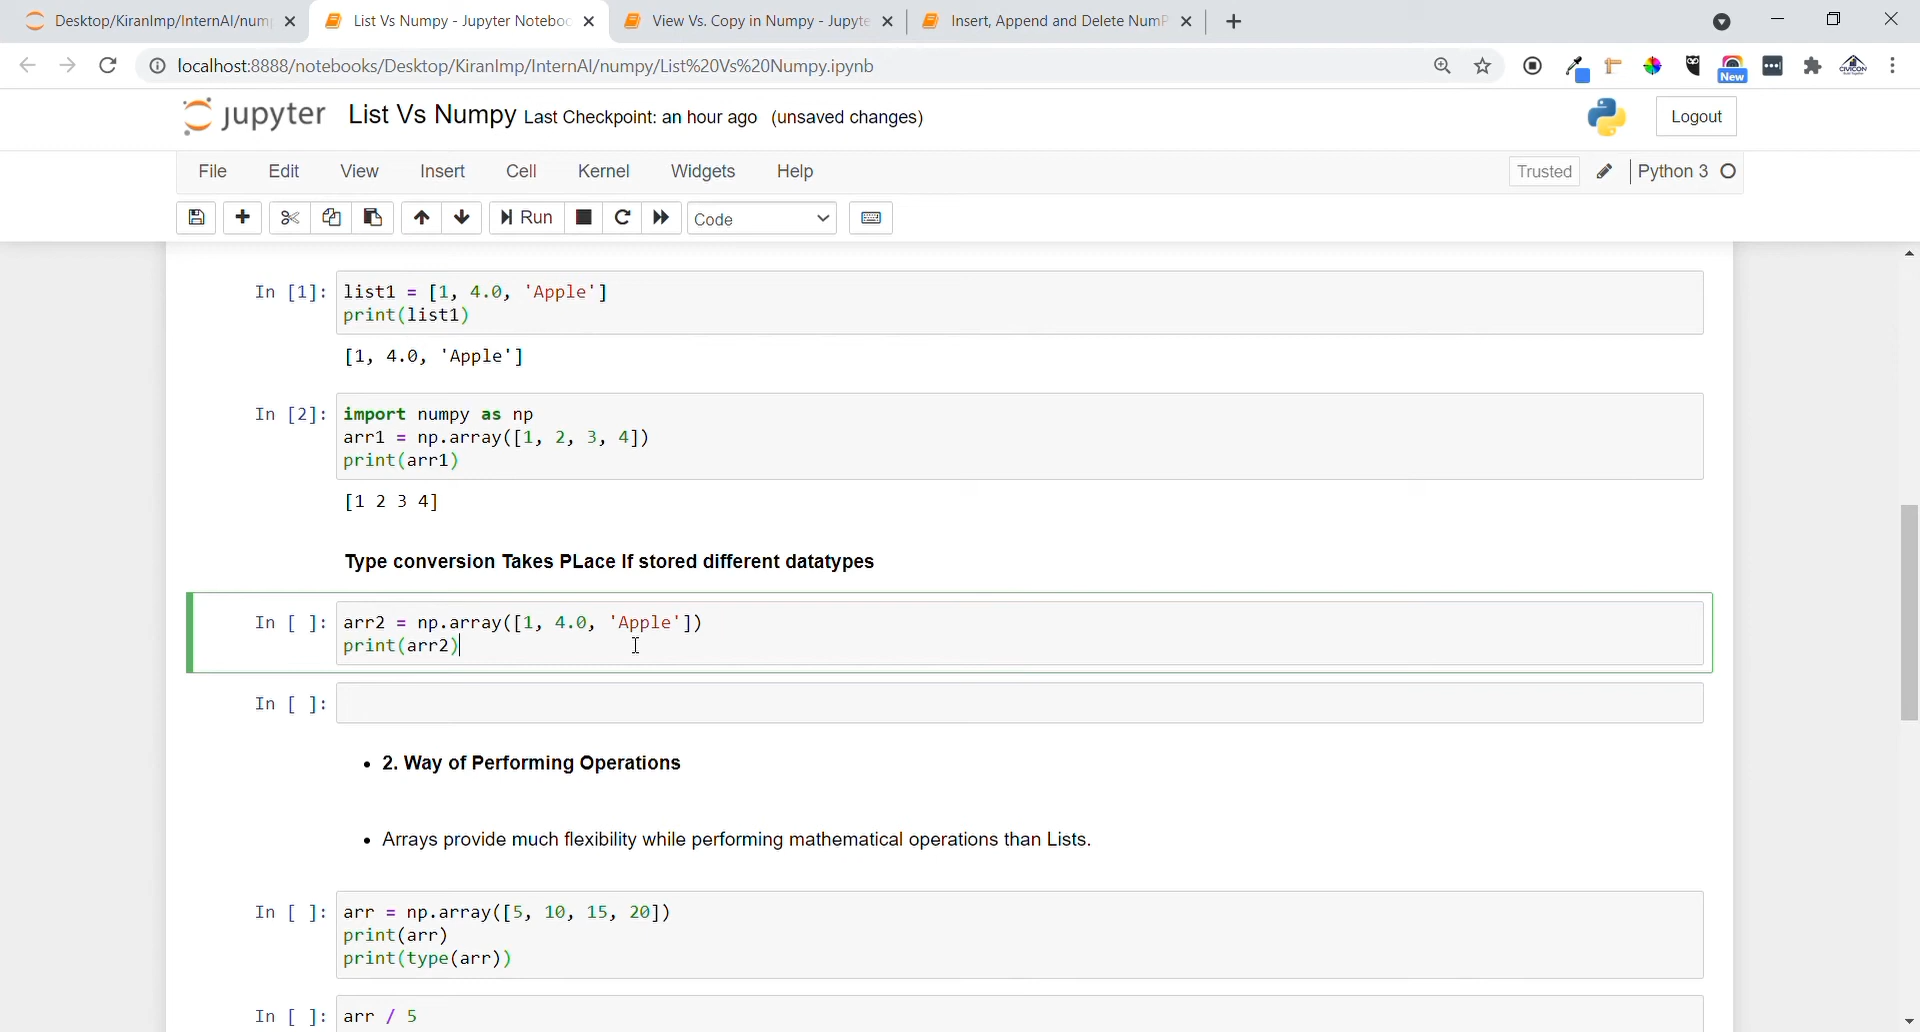 Desktop/KiranImp/InternAI/nump
List Vs Numpy - Jupyter Noteboo
View Vs. Copy in Numpy - Jupyte
Insert, Append and Delete NumP
localhost:8888/notebooks/Desktop/KiranImp/InternAI/numpy/List%20Vs%20Numpy.ipynb
New
CIVICON
jupyter List Vs Numpy Last Checkpoint: an hour ago (unsaved changes)
Logout
File Edit View Insert Cell Kernel Widgets Help
Trusted Python 3
Run Code
In [1]: list1 = [1, 4.0, 'Apple']
print(list1)
[1, 4.0, 'Apple']
In [2]: import numpy as np
arr1 = np.array([1, 2, 3, 4])
print(arr1)
[1 2 3 4]
Type conversion Takes PLace If stored different datatypes
In [ ]: arr2 = np.array([1, 4.0, 'Apple'])
print(arr2)
In [ ]:
• 2. Way of Performing Operations
• Arrays provide much flexibility while performing mathematical operations than Lists.
In [ ]: arr = np.array([5, 10, 15, 20])
print(arr)
print(type(arr))
In [ ]: arr / 5